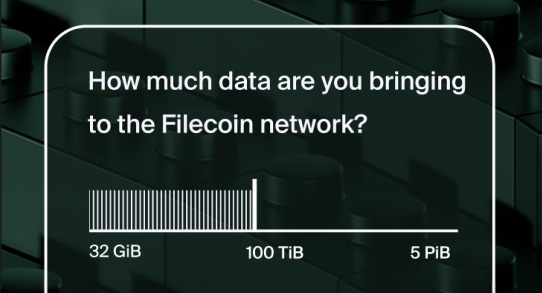 How much data are you bringing
to the Filecoin network?
32 GiB 100 TiB 5 PiB